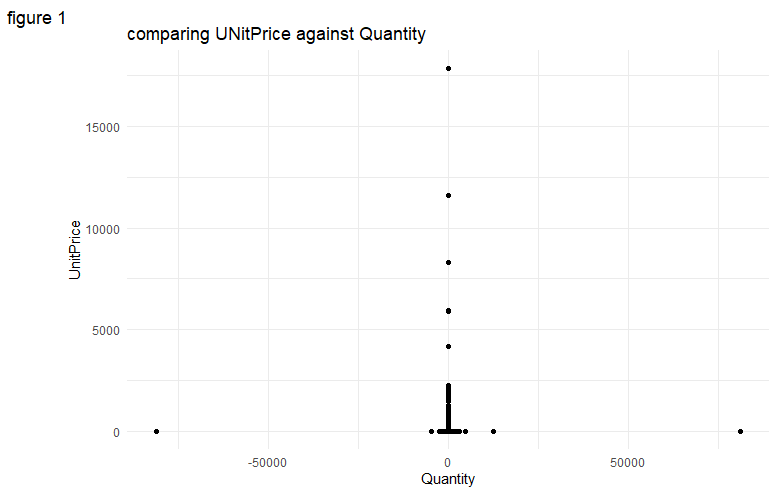 figure 1
comparing UNitPrice against Quantity
15000
10000
5000
0
UnitPrice
-50000
0
50000
Quantity